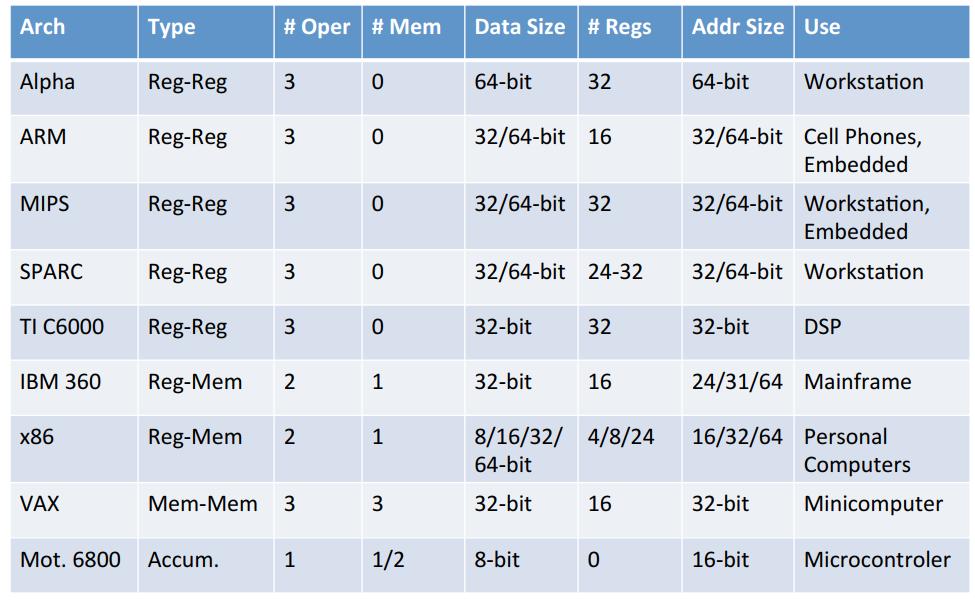 Arch Type # Oper # Mem Data Size # Regs Addr Size Use
Alpha Reg-Reg 3 0 64-bit 32 64-bit Workstation
ARM Reg-Reg 3 0 32/64-bit 16 32/64-bit Cell Phones,
Embedded
MIPS Reg-Reg 3 0 32/64-bit 32 32/64-bit Workstation,
Embedded
SPARC Reg-Reg 3 0 32/64-bit 24-32 32/64-bit Workstation
TI C6000 Reg-Reg 3 0 32-bit 32 32-bit DSP
IBM 360 Reg-Mem 2 1 32-bit 16 24/31/64 Mainframe
x86 Reg-Mem 2 1 8/16/32/ 4/8/24 16/32/64 Personal
64-bit Computers
VAX Mem-Mem 3 3 32-bit 16 32-bit Minicomputer
Mot. 6800 Accum. 1 1/2 8-bit 0 16-bit Microcontroler